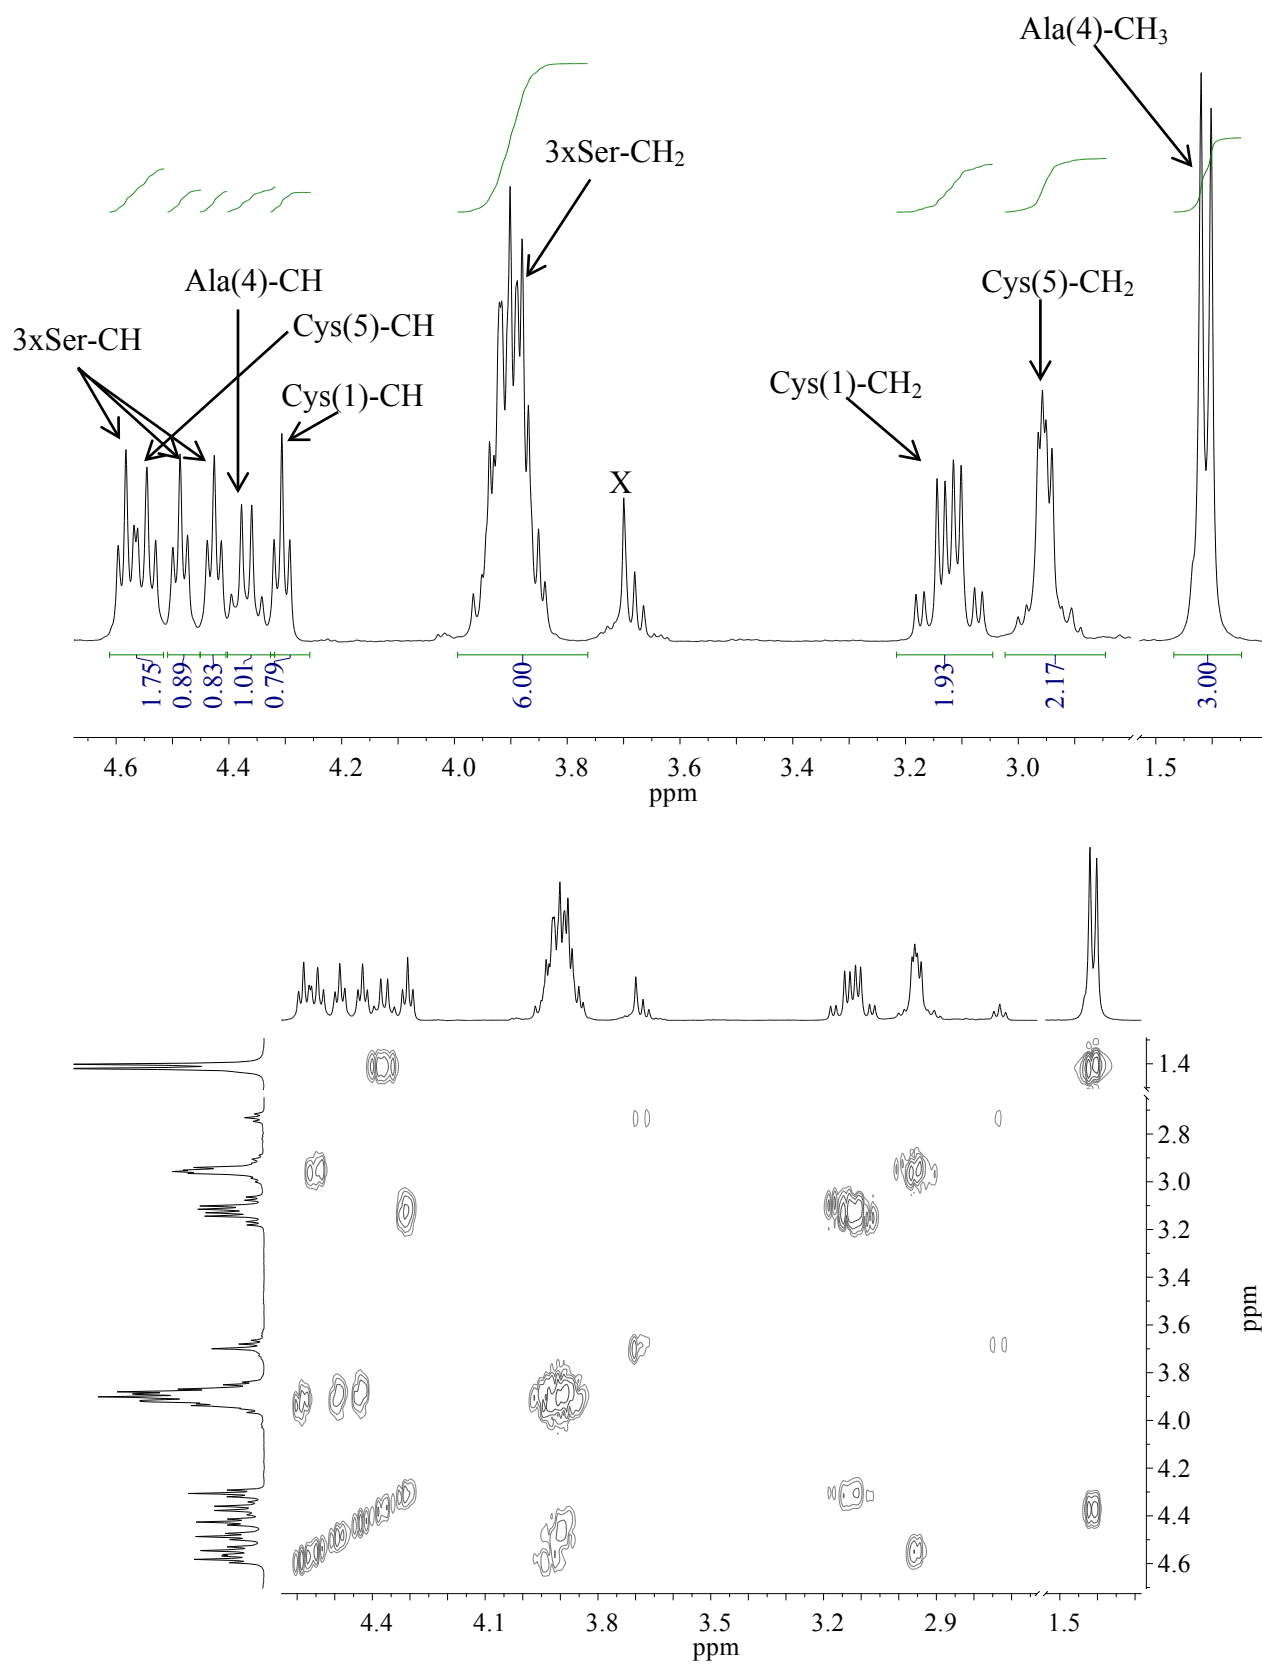 Ala(4)-CH₃
3xSer-CH₂
Ala(4)-CH
Cys(5)-CH₂
3xSer-CH
Cys(5)-CH
Cys(1)-CH₂
Cys(1)-CH
X
1.75 0.89 0.83 1.01 0.79 6.00 1.93 2.17 3.00
4.6 4.4 4.2 4.0 3.8 3.6 3.4 3.2 3.0 1.5
ppm
1.4
2.8
3.0
3.2
3.4
3.6
3.8
4.0
4.2
4.4
4.6
ppm
4.4 4.1 3.8 3.5 3.2 2.9 1.5
ppm